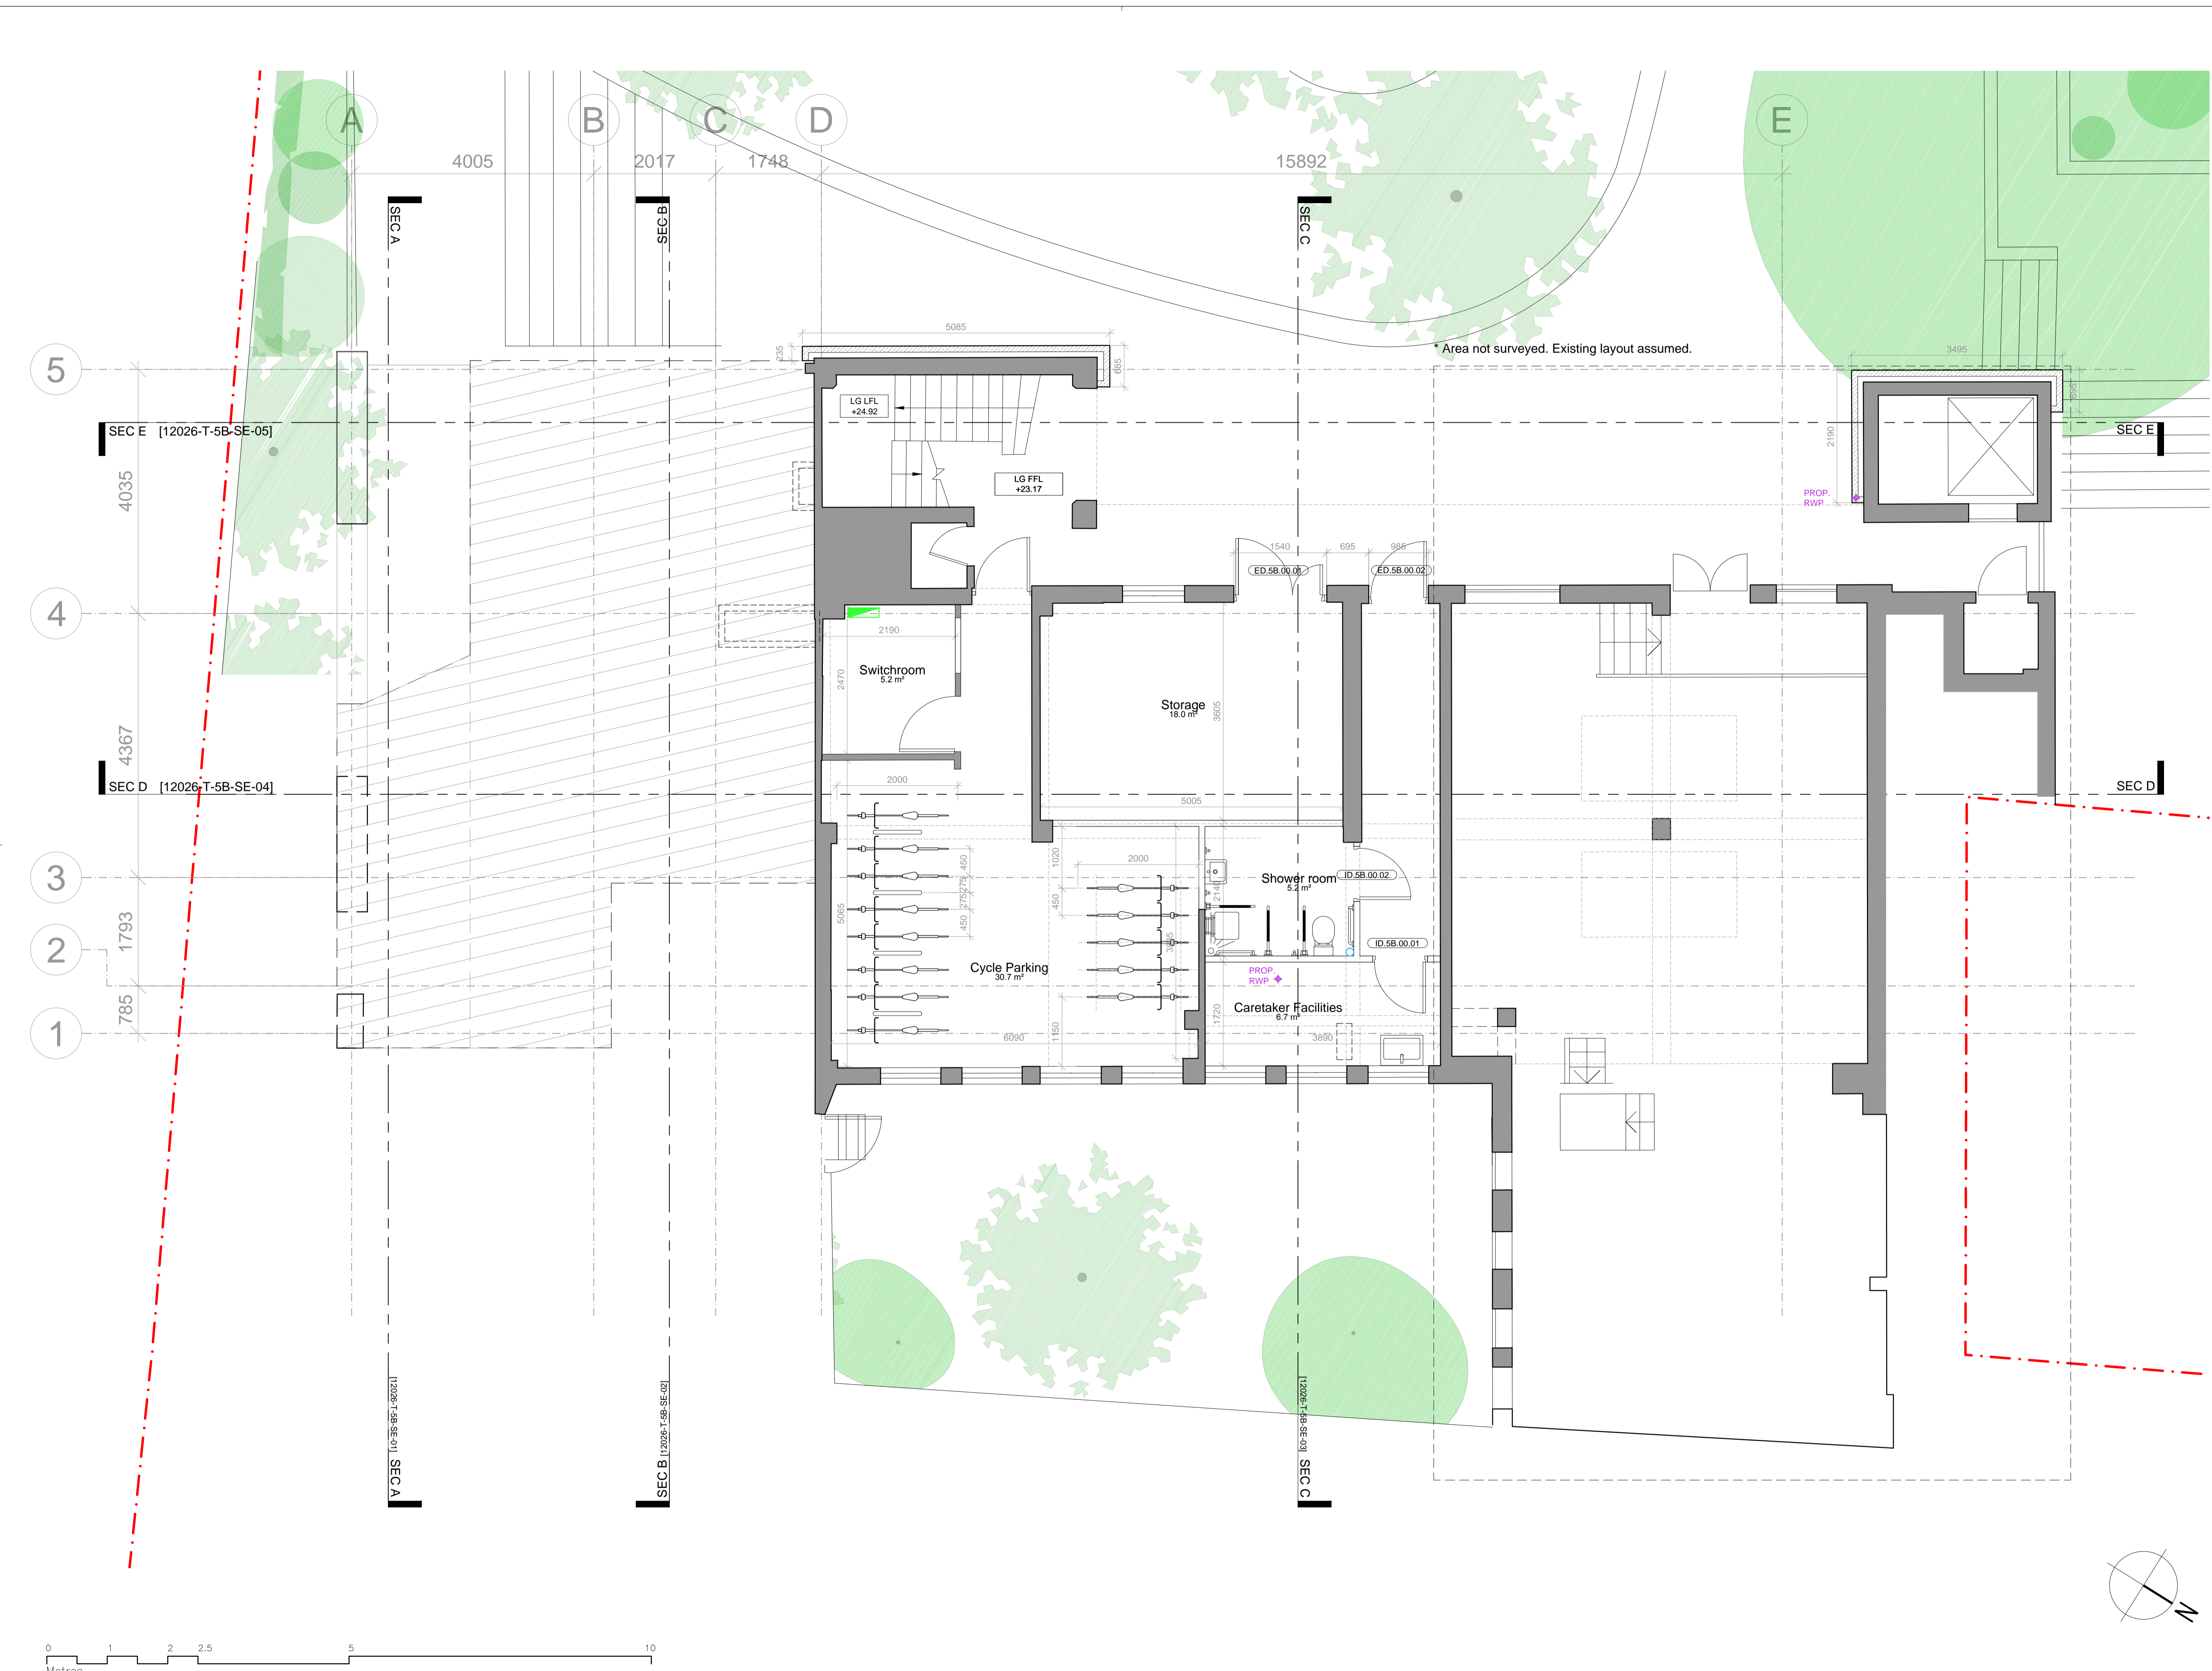 A
B
C
D
E
4005
2017
1748
15892
SEC A
SEC B
SEC C
5085
235
685
* Area not surveyed. Existing layout assumed.
3495
695
5
LG LFL
+24.92
SEC E [12026-T-5B-SE-05]
SEC E
2190
4035
LG FFL
+23.17
PROP.
RWP
1540
695
985
ED.5B.00.01
ED.5B.00.02
4
2190
Switchroom
5.2 m²
2470
Storage
18.0 m²
3605
4367
SEC D [12026-T-5B-SE-04]
SEC D
2000
5005
1020
2000
450
275
275
450
450
3
Shower room
5.2 m²
ID.5B.00.02
5065
1793
2
ID.5B.00.01
Cycle Parking
30.7 m²
PROP.
RWP
785
Caretaker Facilities
6.7 m²
1720
1
6090
1150
3890
[12026-T-5B-SE-01] SEC A
SEC B [12026-T-5B-SE-02]
[12026-T-5B-SE-03] SEC C
N
0 1 2 2.5 5 10
Metres